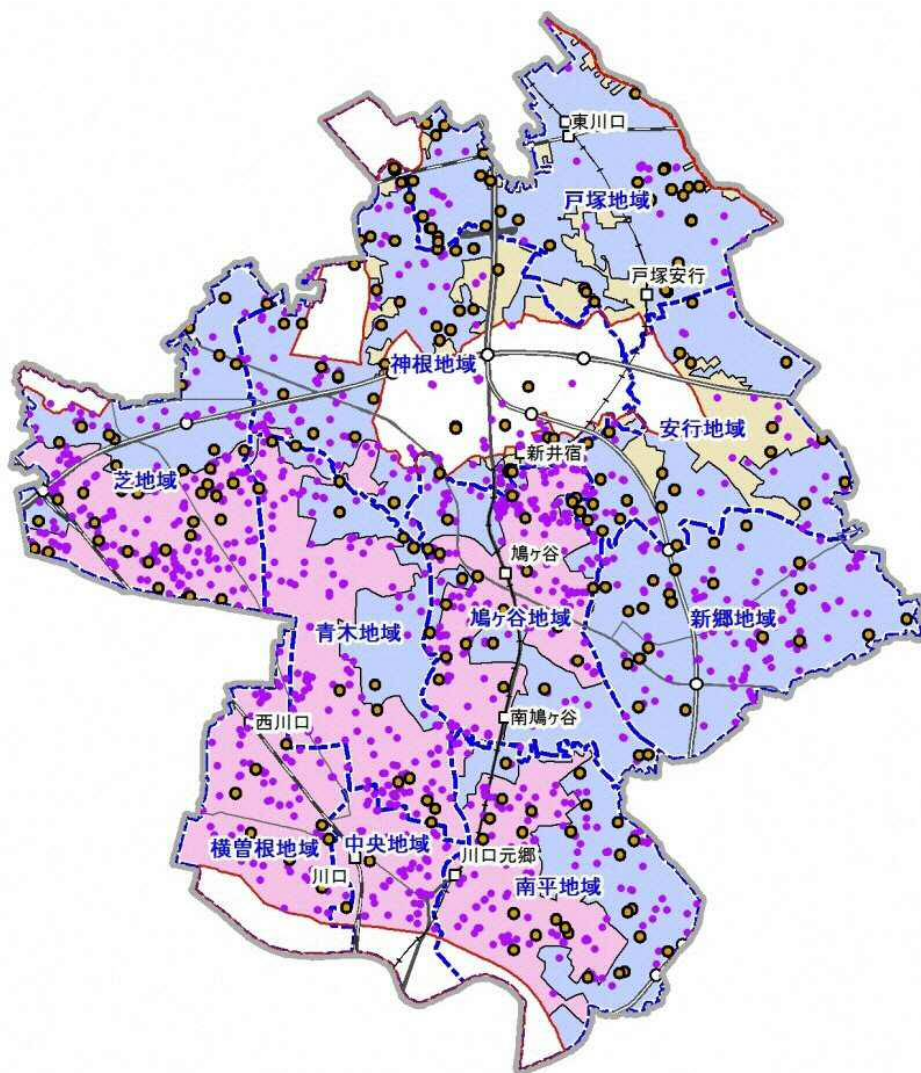 東川口
戸塚地域
戸塚安行
神根地域
安行地域
新井宿
芝地域
鳩ヶ谷
青木地域
鳩ヶ谷地域
新郷地域
西川口
南鳩ヶ谷
横曽根地域
中央地域
川口元郷
川口
南平地域